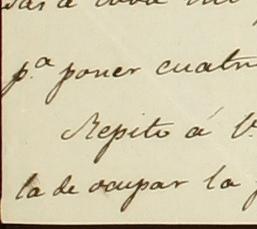 p.ª poner cuatr
Repito á V.
la de ocupar la